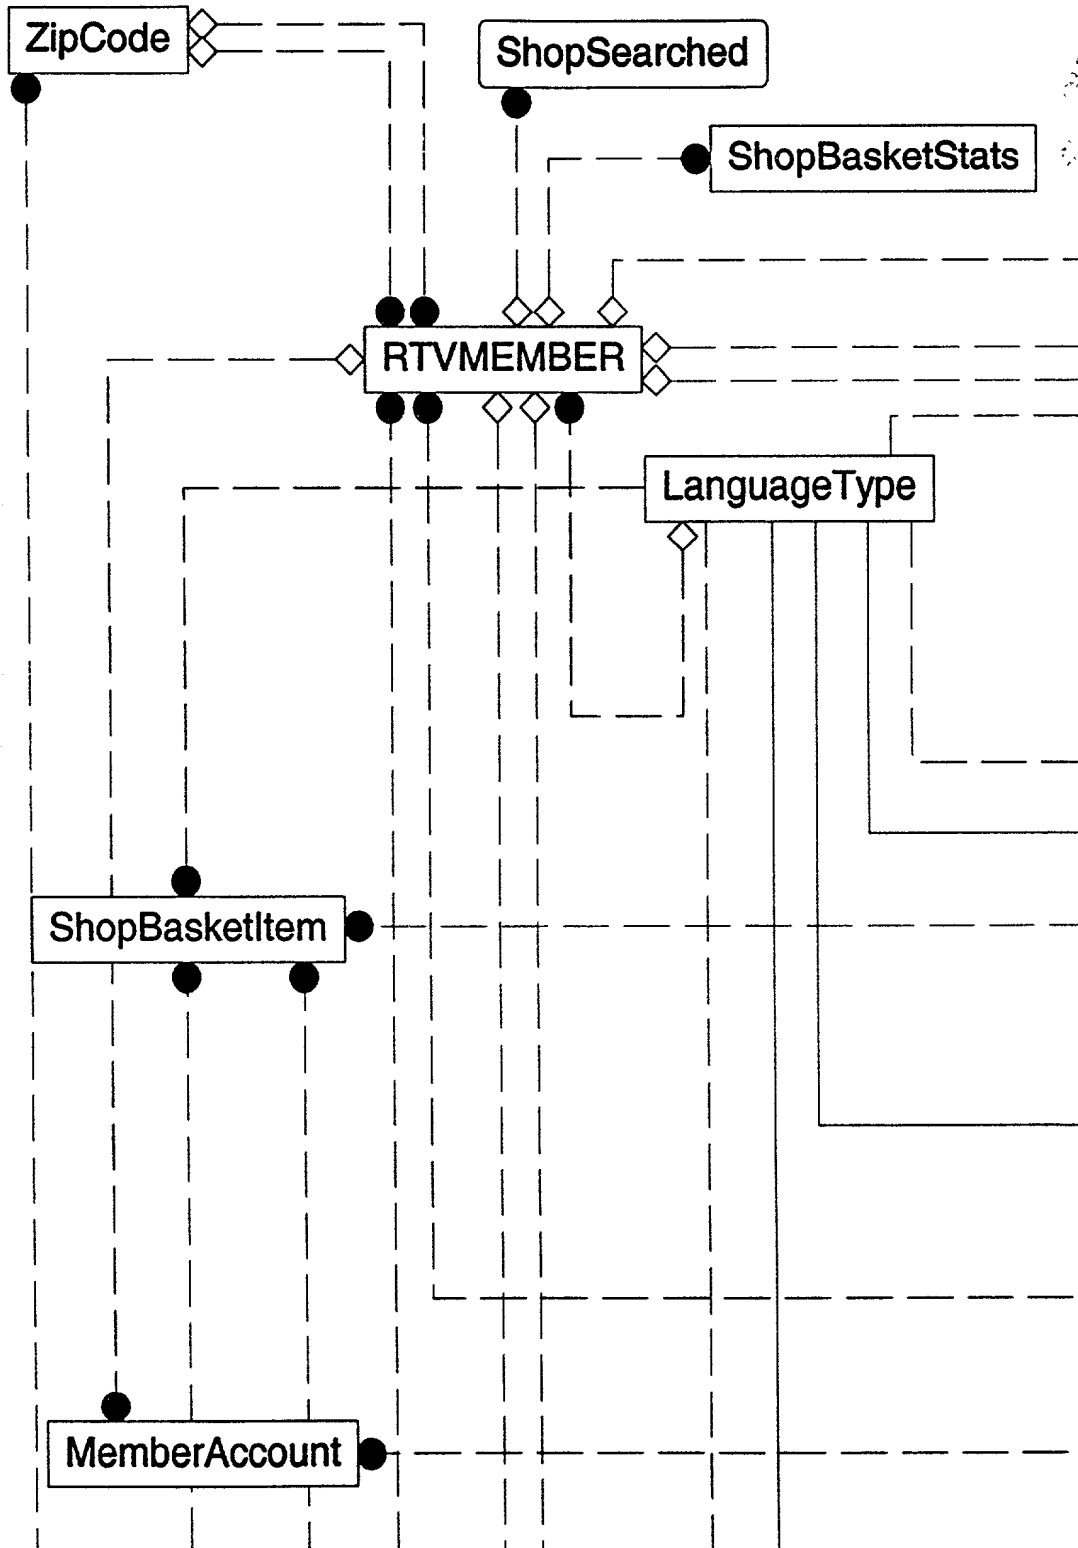 ZipCode
ShopSearched
ShopBasketStats
RTVMEMBER
LanguageType
ShopBasketItem
MemberAccount